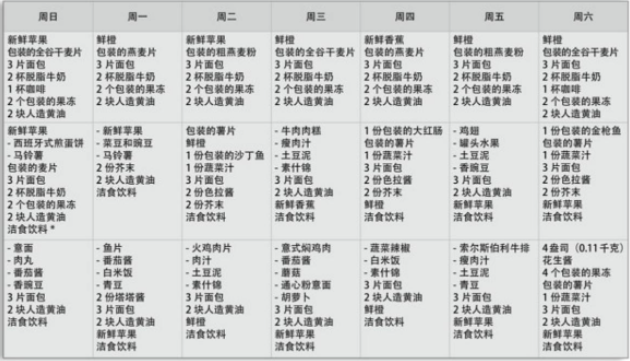 周日
周一
周二
周三
周四
周五
周六
新鲜苹果
包装的全谷干麦片
3 片面包
2 杯脱脂牛奶
1 杯咖啡
2 个包装的果冻
2 块人造黄油
鲜橙
包装的燕麦片
3 片面包
2 杯脱脂牛奶
2 个包装的果冻
2 块人造黄油
新鲜苹果
包装的粗燕麦粉
3 片面包
2 杯脱脂牛奶
2 个包装的果冻
2 块人造黄油
鲜橙
包装的全谷干麦片
3 片面包
2 杯脱脂牛奶
2 个包装的果冻
2 块人造黄油
新鲜香蕉
包装的燕麦片
3 片面包
2 杯脱脂牛奶
2 个包装的果冻
2 块人造黄油
鲜橙
包装的粗燕麦粉
3 片面包
2 杯脱脂牛奶
2 个包装的果冻
2 块人造黄油
鲜橙
包装的全谷干麦片
3 片面包
2 杯脱脂牛奶
1 杯咖啡
2 个包装的果冻
2 块人造黄油
新鲜苹果
- 西班牙式煎蛋饼
- 马铃薯
包装的麦片
3 片面包
2 杯脱脂牛奶
2 个包装的果冻
2 块人造黄油
洁食饮料 *
- 新鲜苹果
- 菜豆和豌豆
- 马铃薯
2 份芥末
2 块人造黄油
洁食饮料
包装的薯片
鲜橙
1 份包装的沙丁鱼
1 份蔬菜汁
3 片面包
2 份色拉酱
2 份芥末
洁食饮料
- 牛肉肉糕
- 瘦肉汁
- 土豆泥
- 素什锦
3 片面包
2 块人造黄油
新鲜香蕉
洁食饮料
1 份包装的大红肠
包装的薯片
1 份蔬菜汁
3 片面包
2 份色拉酱
2 份芥末
鲜橙
洁食饮料
- 鸡翅
- 罐头水果
- 土豆泥
- 香豌豆
3 片面包
2 块人造黄油
新鲜苹果
洁食饮料
1 份包装的金枪鱼
包装的薯片
1 份蔬菜汁
3 片面包
2 份色拉酱
2 份芥末
新鲜苹果
洁食饮料
- 意面
- 肉丸
- 番茄酱
- 香豌豆
3 片面包
2 块人造黄油
洁食饮料
- 鱼片
- 番茄酱
- 白米饭
- 青豆
2 份塔塔酱
3 片面包
2 块人造黄油
新鲜苹果
洁食饮料
- 火鸡肉片
- 肉汁
- 土豆泥
- 素什锦
3 片面包
2 块人造黄油
鲜橙
洁食饮料
- 意式焖鸡肉
- 番茄酱
- 蘑菇
- 通心粉意面
- 胡萝卜
3 片面包
2 块人造黄油
新鲜苹果
洁食饮料
- 蔬菜辣椒
- 白米饭
- 素什锦
3 片面包
2 块人造黄油
鲜橙
洁食饮料
- 索尔斯伯利牛排
- 瘦肉汁
- 土豆泥
- 青豆
3 片面包
2 块人造黄油
新鲜苹果
洁食饮料
4盎司（0.11千克）
花生酱
4 个包装的果冻
包装的薯片
1 份蔬菜汁
3 片面包
新鲜苹果
洁食饮料